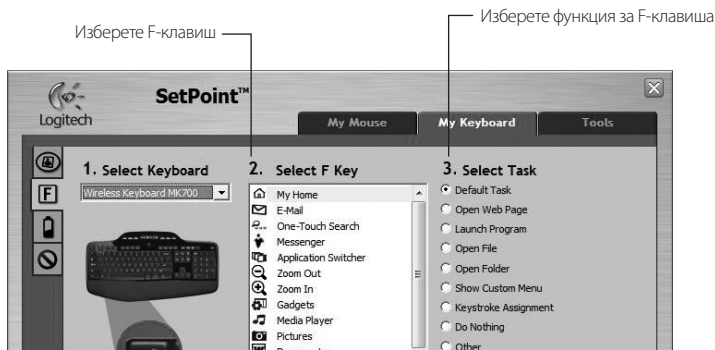 Изберете F-клавиш
Изберете функция за F-клавиша
Logitech
SetPoint™
My Mouse
My Keyboard
Tools
1. Select Keyboard
Wireless Keyboard MK700
2. Select F Key
My Home
E-Mail
One-Touch Search
Messenger
Application Switcher
Zoom Out
Zoom In
Gadgets
Media Player
Pictures
3. Select Task
Default Task
Open Web Page
Launch Program
Open File
Open Folder
Show Custom Menu
Keystroke Assignment
Do Nothing
Other